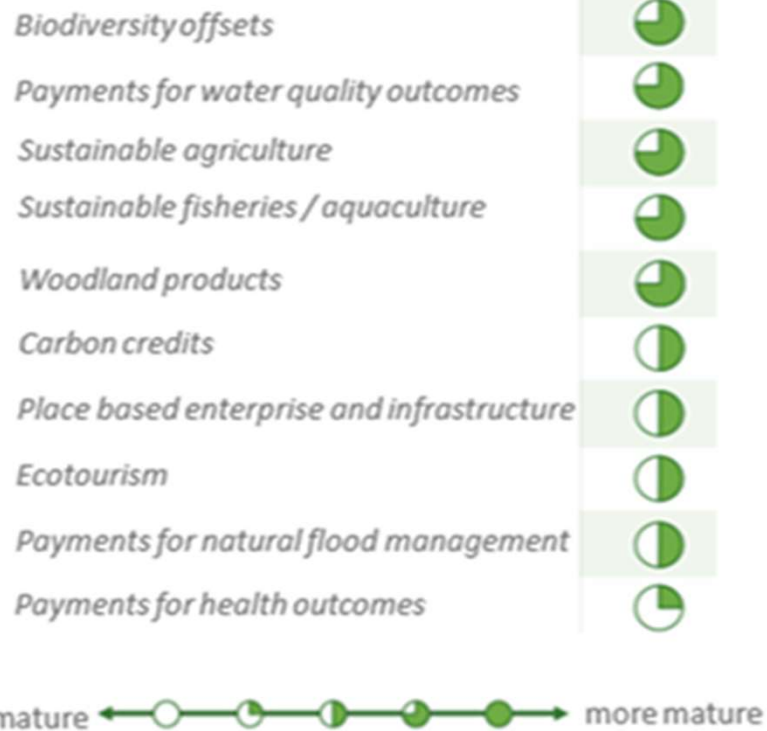 Biodiversity offsets
Payments for water quality outcomes
Sustainable agriculture
Sustainable fisheries / aquaculture
Woodland products
Carbon credits
Place based enterprise and infrastructure
Ecotourism
Payments for natural flood management
Payments for health outcomes
mature more mature